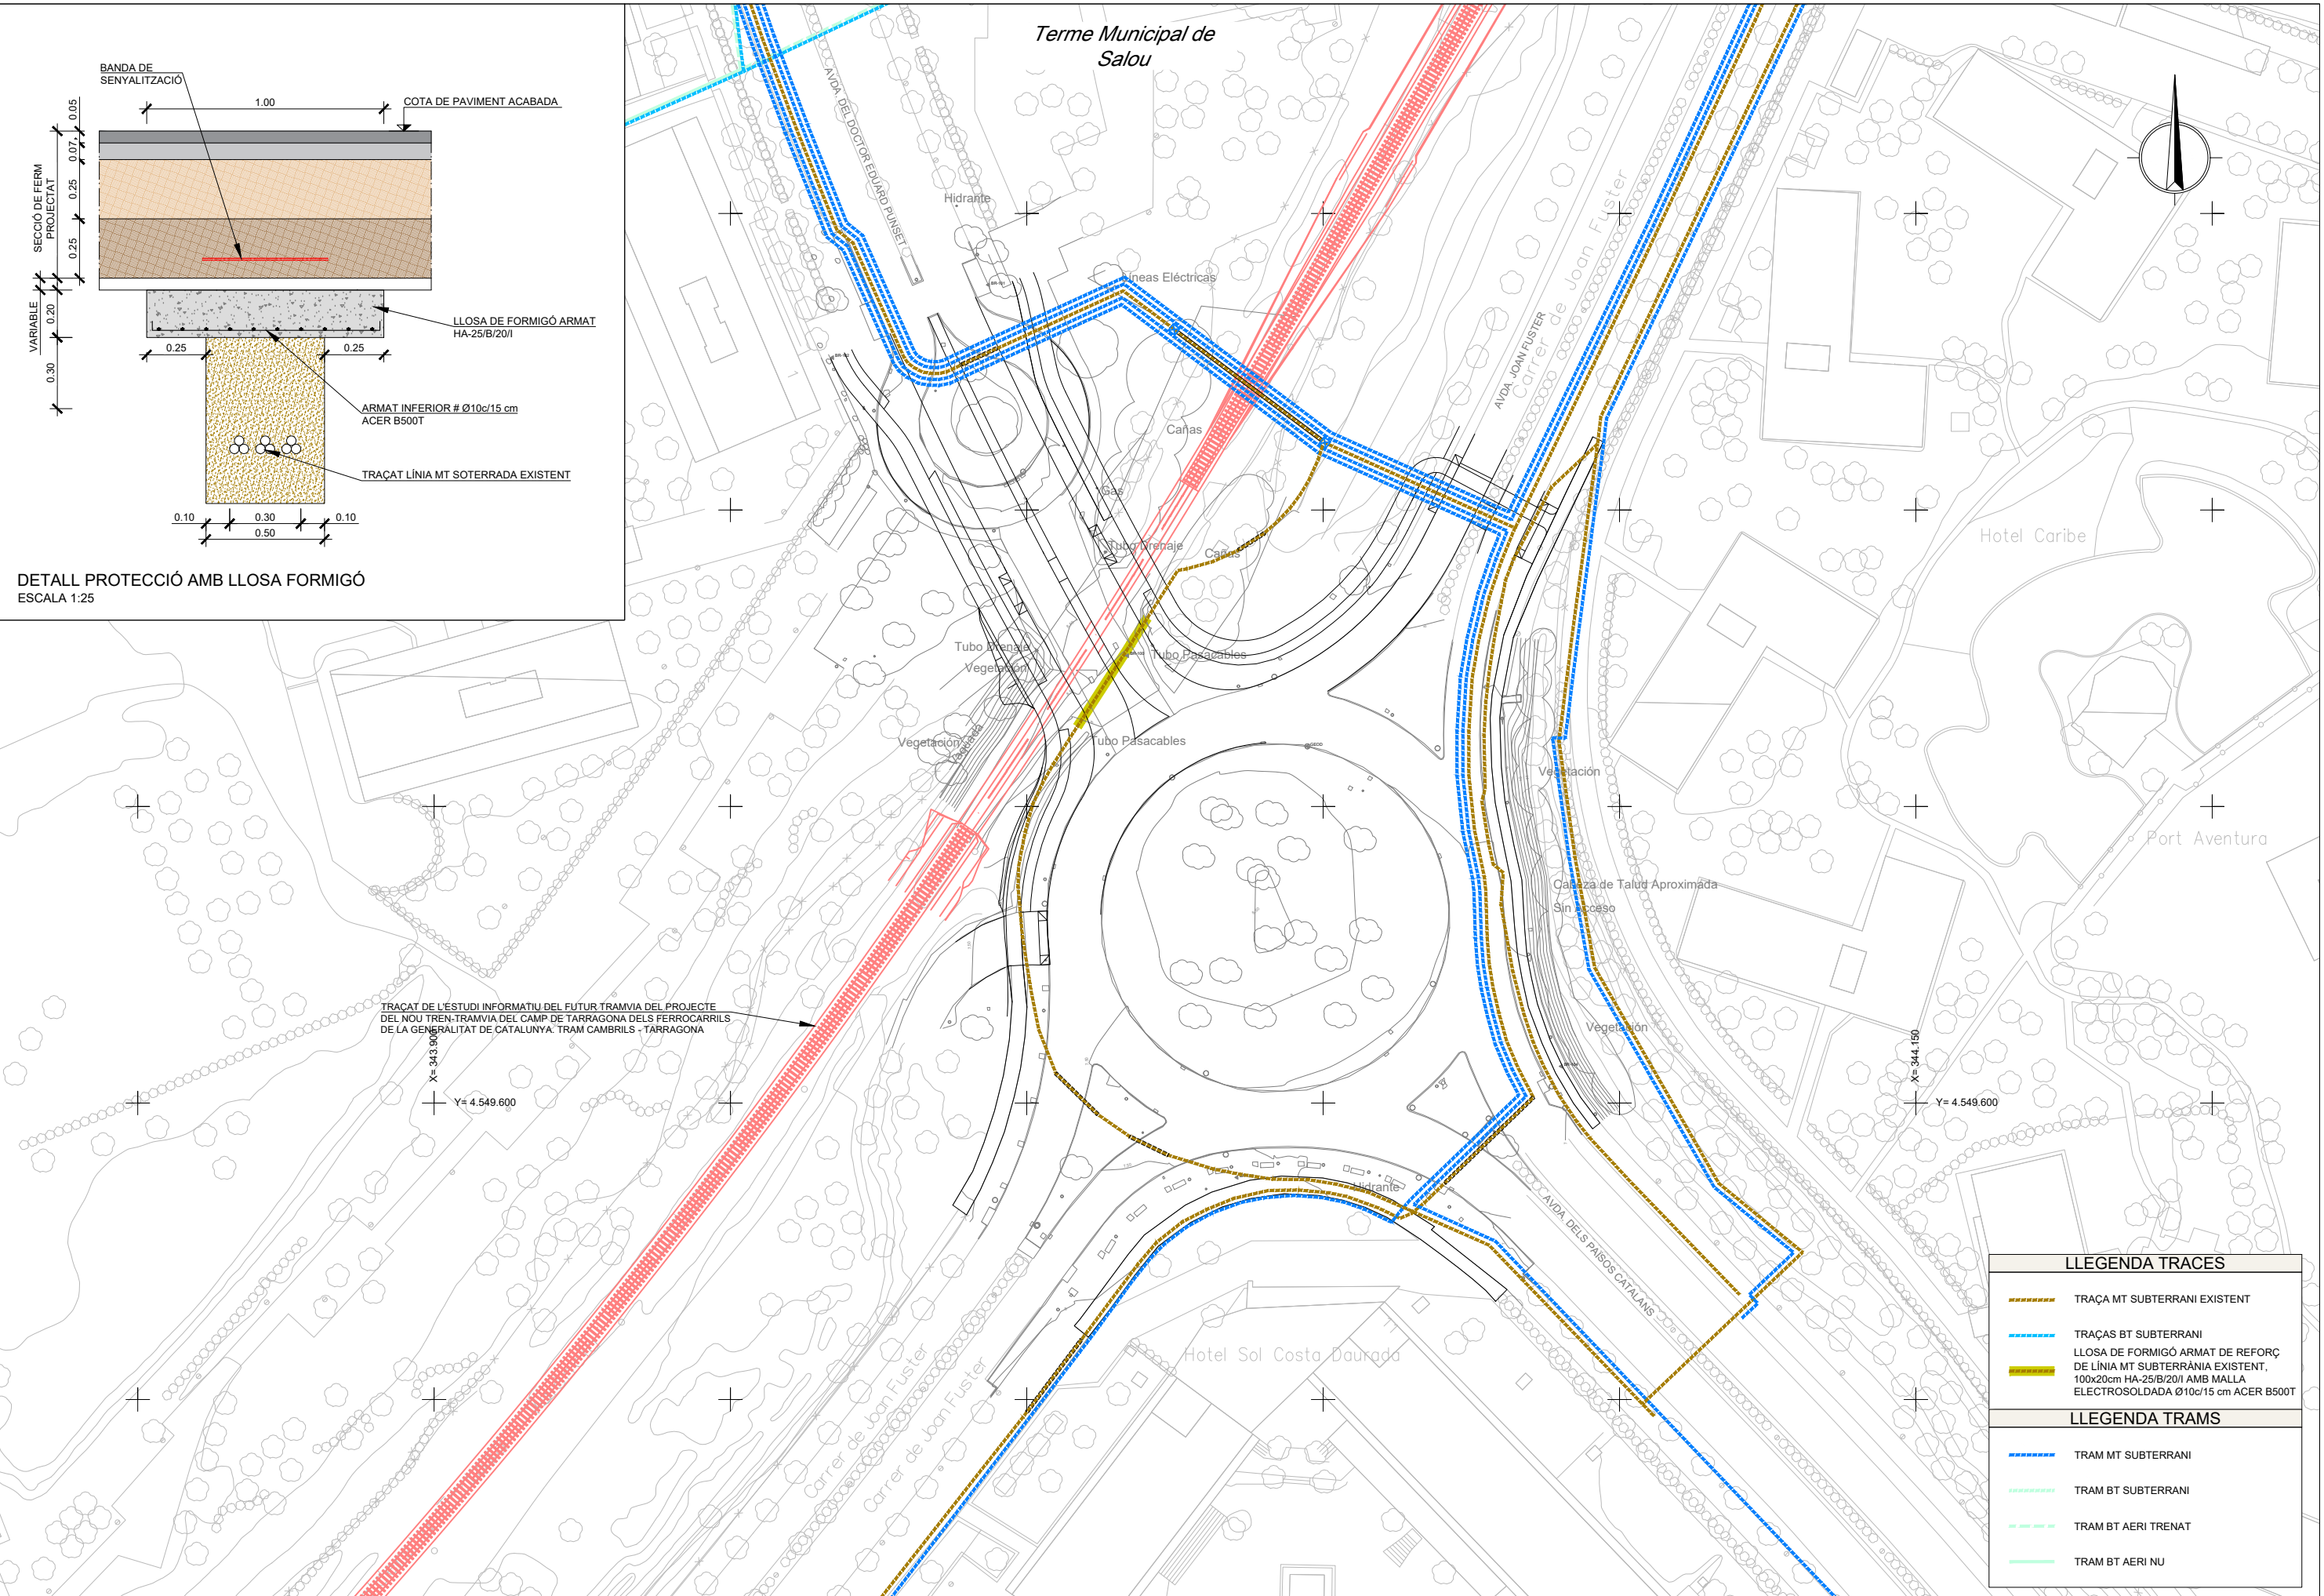 BANDA DE
SENYALITZACIÓ
1.00
COTA DE PAVIMENT ACABADA
0.05
0.07
0.25
0.25
SECCIÓ DE FERM
PROJECTAT
VARIABLE
0.20
0.30
0.25
0.25
LLOSA DE FORMIGÓ ARMAT
HA-25/B/20/I
ARMAT INFERIOR # Ø10c/15 cm
ACER B500T
TRAÇAT LÍNIA MT SOTERRADA EXISTENT
0.10
0.30
0.10
0.50
DETALL PROTECCIÓ AMB LLOSA FORMIGÓ
ESCALA 1:25
Terme Municipal de
Salou
AVDA. DEL DOCTOR EDUARD PUNSET
Hidrante
Líneas Eléctricas
Cañas
Gas
Tubo Drenaje
Cañas
AVDA JOAN FUSTER
Carrer de Joan Fuster
Hotel Caribe
Tubo Drenaje
Vegetación
Tubo Pasacables
Vegetación
Tubo Pasacables
Vegetación
Port Aventura
Cabeza de Talud Aproximada
Sin Acceso
Vegetación
TRAÇAT DE L'ESTUDI INFORMATIU DEL FUTUR TRAMVIA DEL PROJECTE
DEL NOU TREN-TRAMVIA DEL CAMP DE TARRAGONA DELS FERROCARRILS
DE LA GENERALITAT DE CATALUNYA. TRAM CAMBRILS - TARRAGONA
X= 343.900
Y= 4.549.600
X= 344.150
Y= 4.549.600
Hidrante
AVDA. DELS PAÏSOS CATALANS
Hotel Sol Costa Daurada
Carrer de Joan Fuster
Carrer de Joan Fuster
LLEGENDA TRACES
TRAÇA MT SUBTERRANI EXISTENT
TRAÇAS BT SUBTERRANI
LLOSA DE FORMIGÓ ARMAT DE REFORÇ
DE LÍNIA MT SUBTERRÀNIA EXISTENT,
100x20cm HA-25/B/20/I AMB MALLA
ELECTROSOLDADA Ø10c/15 cm ACER B500T
LLEGENDA TRAMS
TRAM MT SUBTERRANI
TRAM BT SUBTERRANI
TRAM BT AERI TRENAT
TRAM BT AERI NU